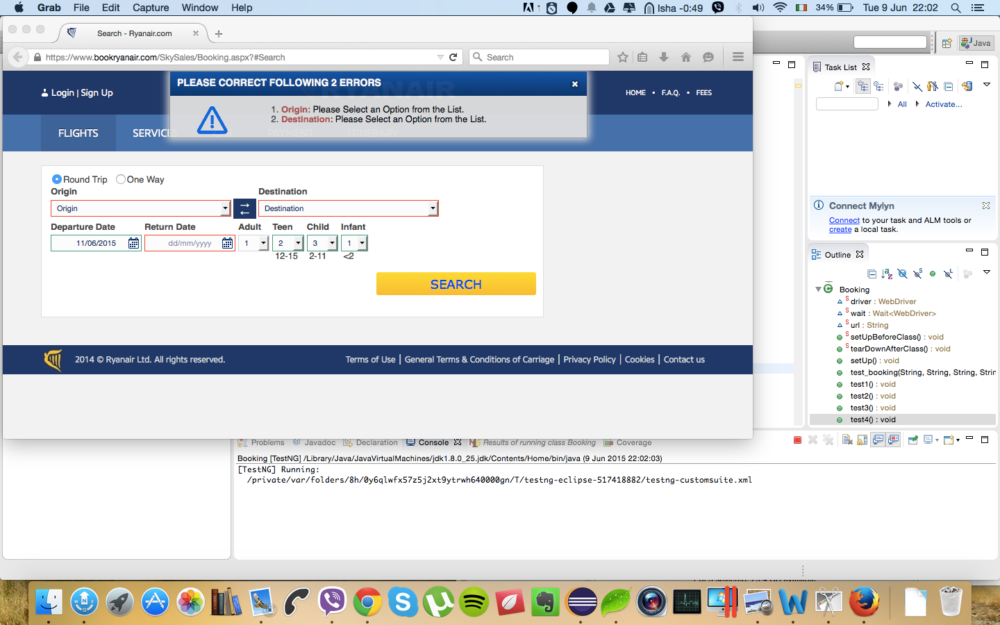 Grab File Edit Capture Window Help
1 Isha -0:49 34% Tue 9 Jun 22:02
Search - Ryanair.com
https://www.bookryanair.com/SkySales/Booking.aspx?#Search
Search
Login | Sign Up
RYANAIR
HOME • F.A.Q. • FEES
PLEASE CORRECT FOLLOWING 2 ERRORS
1. Origin: Please Select an Option from the List.
2. Destination: Please Select an Option from the List.
FLIGHTS SERVICES PAYMENT ITINERARY
Round Trip One Way
Origin Destination
Origin Destination
Departure Date Return Date Adult Teen Child Infant
11/06/2015 dd/mm/yyyy 1 2 3 1
12-15 2-11 <2
SEARCH
2014 © Ryanair Ltd. All rights reserved.
Terms of Use | General Terms & Conditions of Carriage | Privacy Policy | Cookies | Contact us
Java
Task List
All Activate...
Connect Mylyn
Connect to your task and ALM tools or
create a local task.
Outline
Booking
driver : WebDriver
wait : Wait<WebDriver>
url : String
setUpBeforeClass() : void
tearDownAfterClass() : void
setUp() : void
test_booking(String, String, String, Strin
test1() : void
test2() : void
test3() : void
test4() : void
Problems Javadoc Declaration Console Results of running class Booking Coverage
Booking [TestNG] /Library/Java/JavaVirtualMachines/jdk1.8.0_25.jdk/Contents/Home/bin/java (9 Jun 2015 22:02:03)
[TestNG] Running:
/private/var/folders/8h/0y6qlwfx57z5j2xt9ytrwh640000gn/T/testng-eclipse-517418882/testng-customsuite.xml